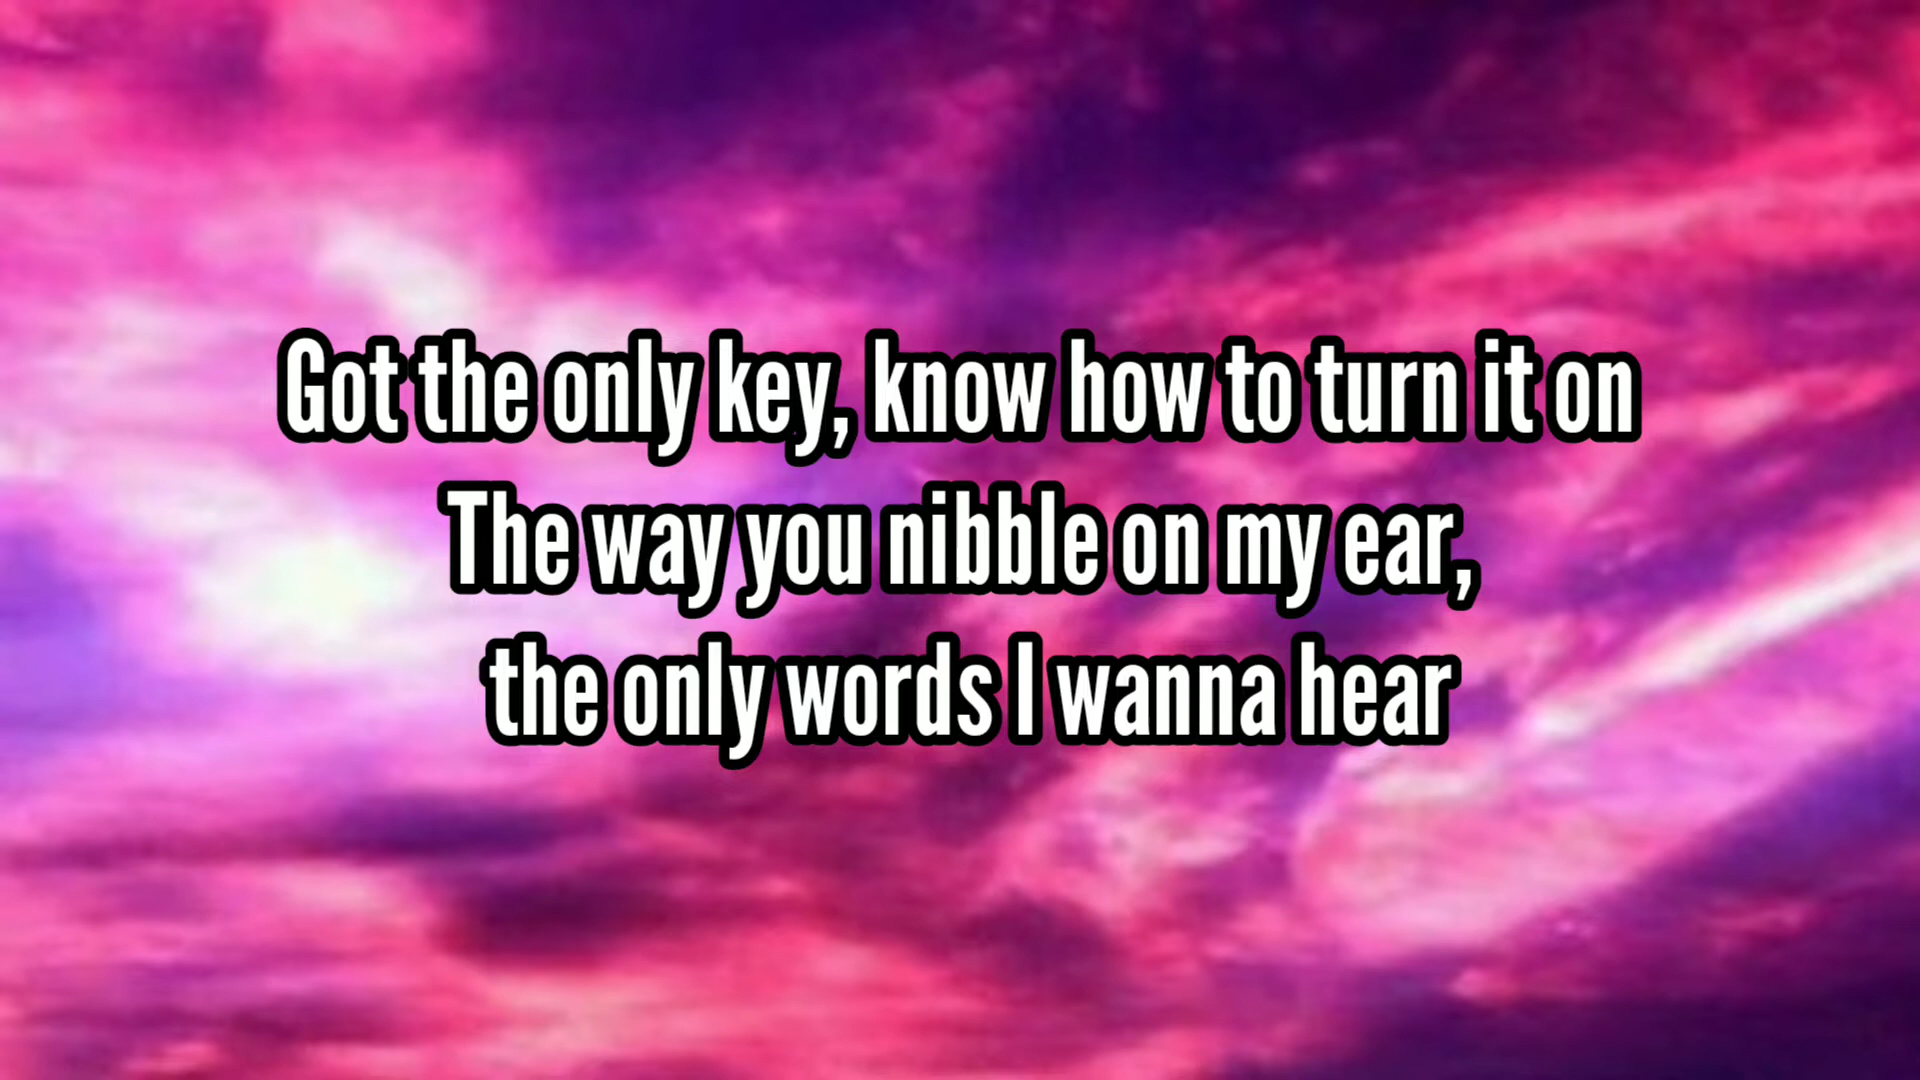 Got the only key, know how to turn it on
The way you nibble on my ear,
the only words I wanna hear